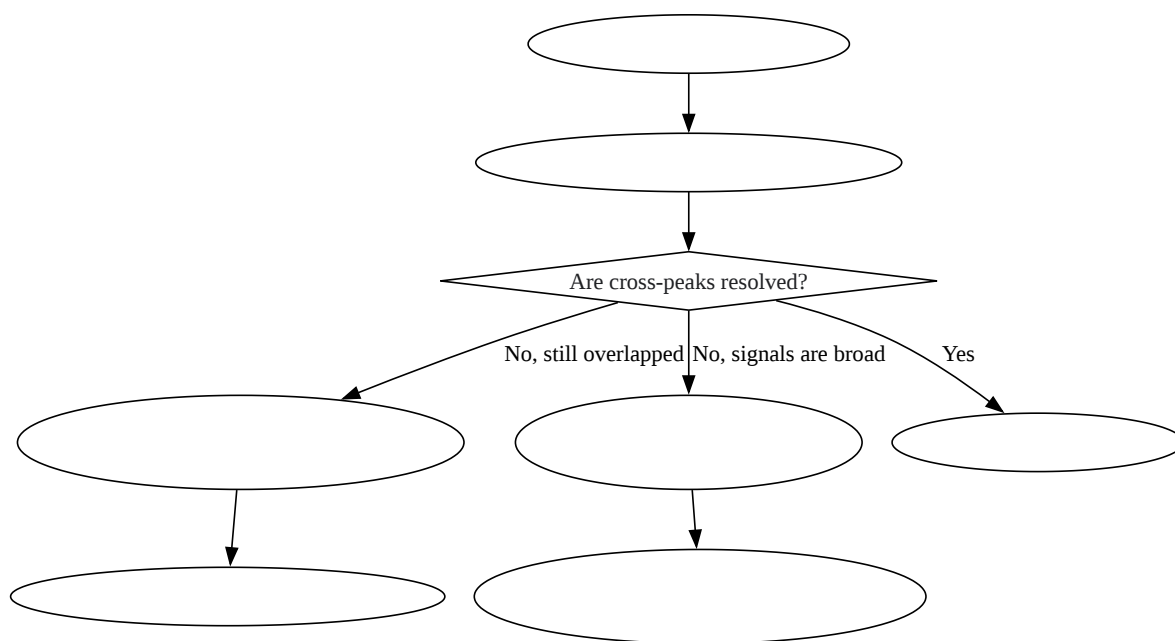 Are cross-peaks resolved?
No, still overlapped
No, signals are broad
Yes